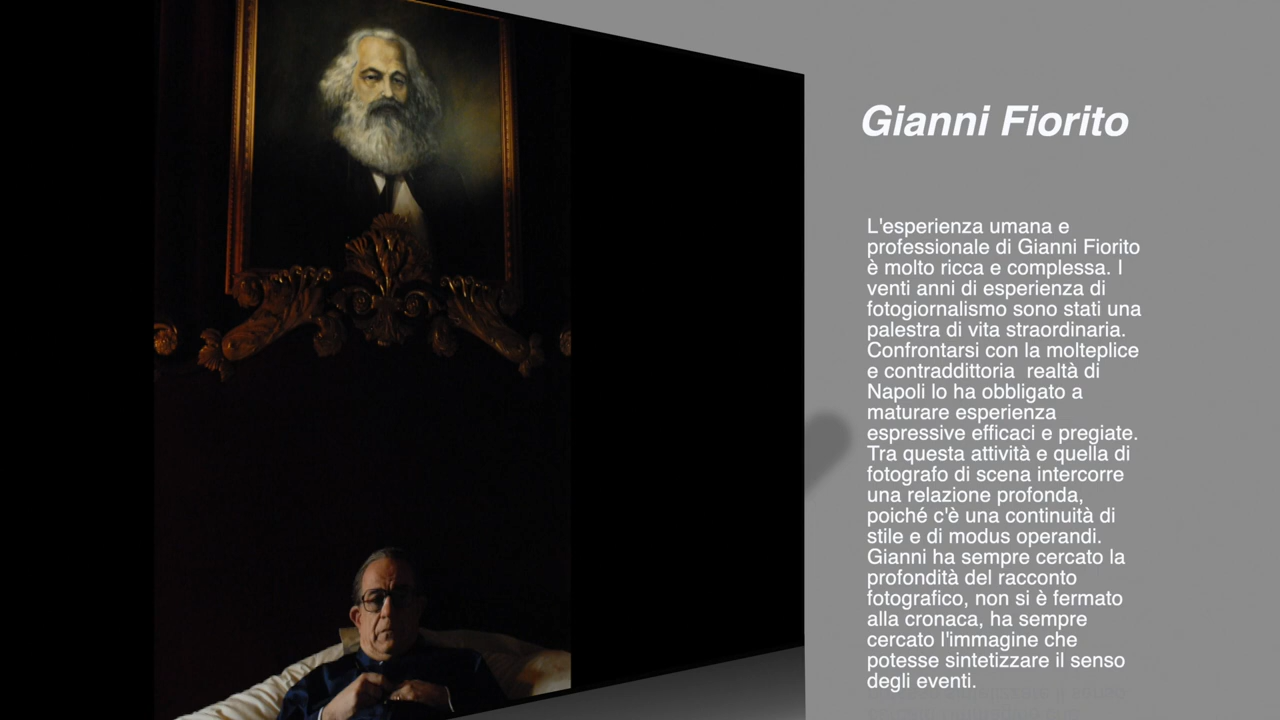 Gianni Fiorito
L'esperienza umana e
professionale di Gianni Fiorito
è molto ricca e complessa. I
venti anni di esperienza di
fotogiornalismo sono stati una
palestra di vita straordinaria.
Confrontarsi con la molteplice
e contraddittoria  realtà di
Napoli lo ha obbligato a
maturare esperienza
espressive efficaci e pregiate.
Tra questa attività e quella di
fotografo di scena intercorre
una relazione profonda,
poiché c'è una continuità di
stile e di modus operandi.
Gianni ha sempre cercato la
profondità del racconto
fotografico, non si è fermato
alla cronaca, ha sempre
cercato l'immagine che
potesse sintetizzare il senso
degli eventi.